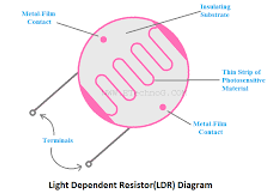 Insulating
Substrate
Metal-Film
Contact
Thin Strip of
Photosensitive
Material
Metal-Film
Contact
Terminals
Light Dependent Resistor(LDR) Diagram